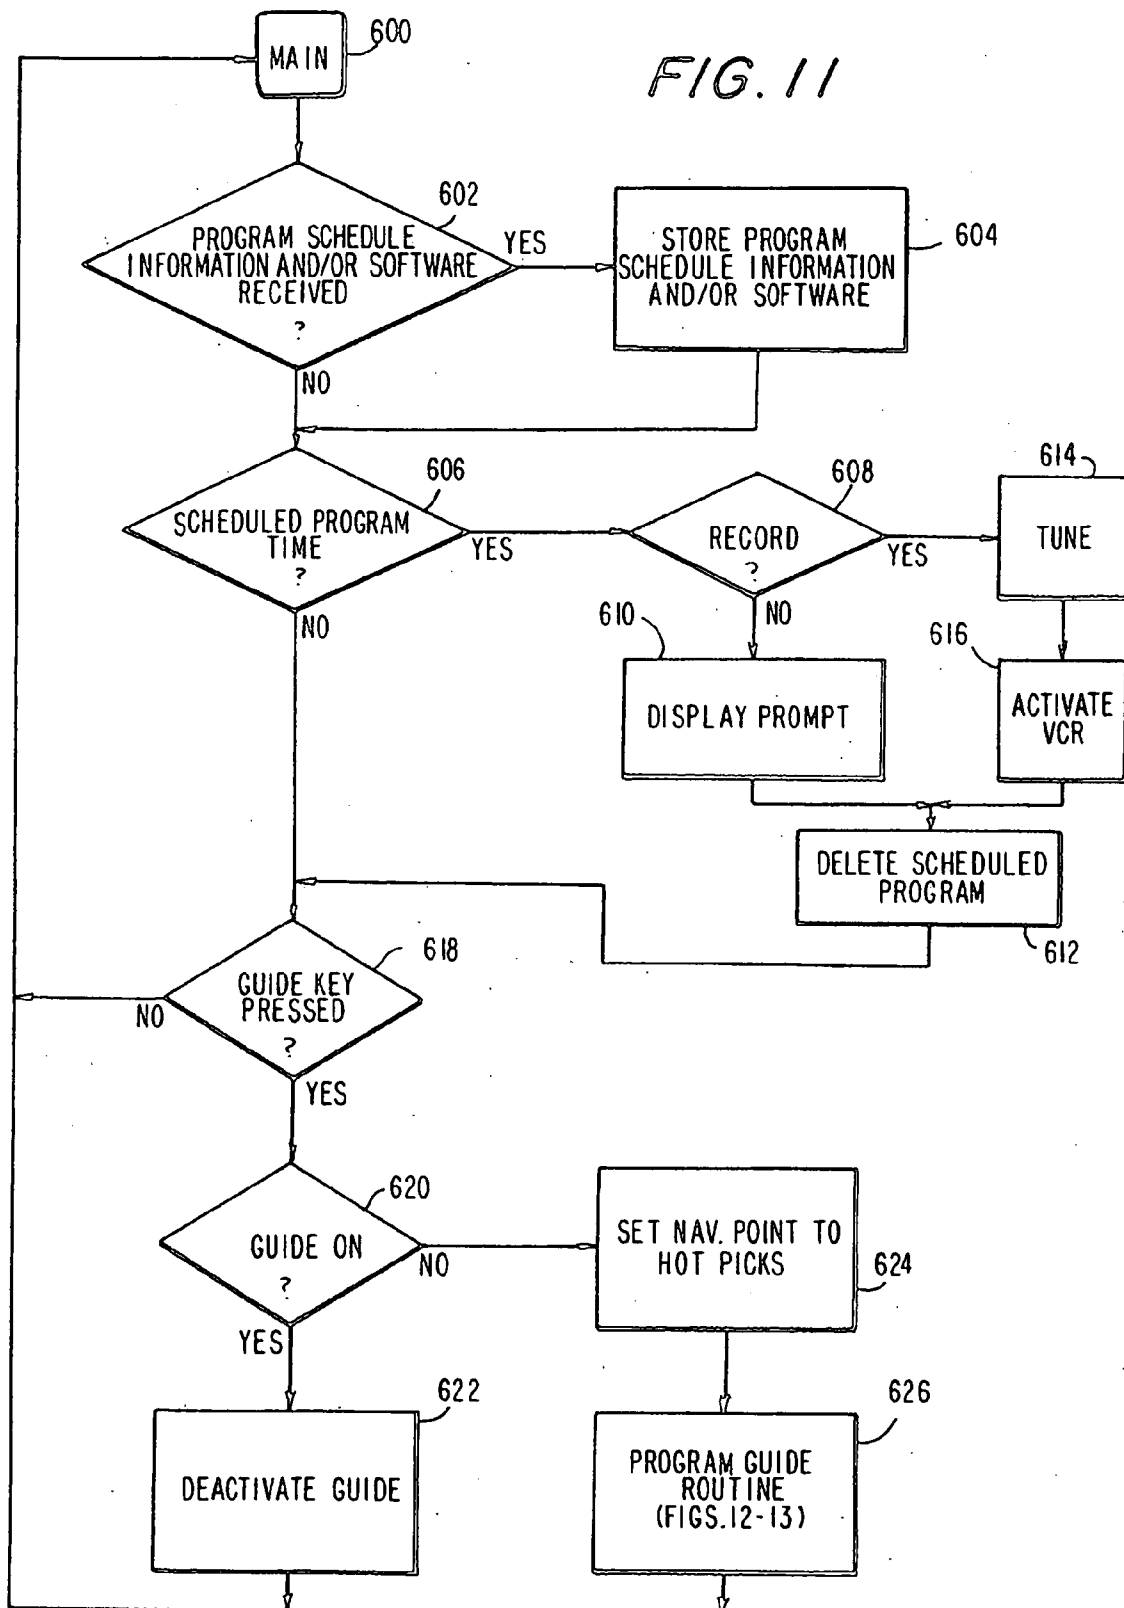 MAIN
600
FIG. 11
602
PROGRAM SCHEDULE
INFORMATION AND/OR SOFTWARE
RECEIVED
?
YES
NO
STORE PROGRAM
SCHEDULE INFORMATION
AND/OR SOFTWARE
604
606
SCHEDULED PROGRAM
TIME
?
YES
NO
608
RECORD
?
YES
NO
614
TUNE
610
DISPLAY PROMPT
616
ACTIVATE
VCR
DELETE SCHEDULED
PROGRAM
612
618
GUIDE KEY
PRESSED
?
NO
YES
620
GUIDE ON
?
NO
YES
SET NAV. POINT TO
HOT PICKS
624
622
DEACTIVATE GUIDE
626
PROGRAM GUIDE
ROUTINE
(FIGS.12-13)